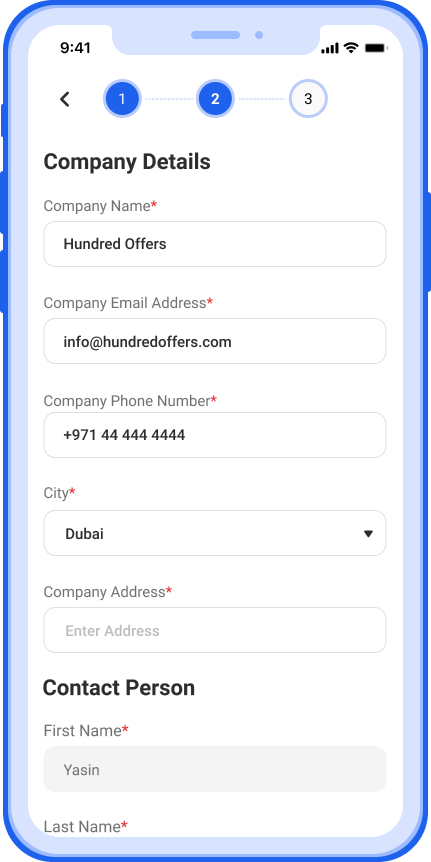 9:41
1 2 3
Company Details
Company Name*
Hundred Offers
Company Email Address*
info@hundredoffers.com
Company Phone Number*
+971 44 444 4444
City*
Dubai
Company Address*
Enter Address
Contact Person
First Name*
Yasin
Last Name*